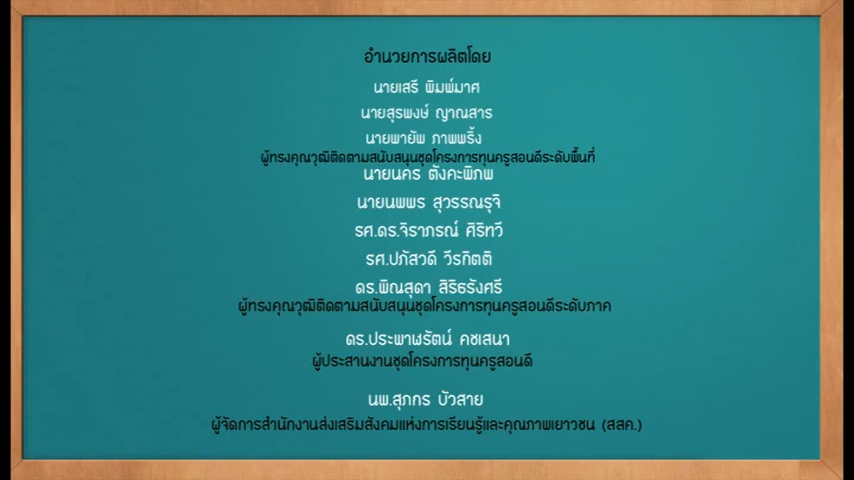 อำนวยการผลิตโดย
นายเสรี พิมพ์มาศ
นายสุรพงษ์ ญาณสาร
นายพายัพ ภาพพริ้ง
ผู้ทรงคุณวุฒิติดตามสนับสนุนชุดโครงการทุนครูสอนดีระดับพื้นที่
นายนคร ตังคะพิภพ
นายนพพร สุวรรณรุจิ
รศ.ดร.จิราภรณ์ ศิริทวี
รศ.ปภัสวดี วีรกิตติ
ดร.พิณสุดา สิริธรังศรี
ผู้ทรงคุณวุฒิติดตามสนับสนุนชุดโครงการทุนครูสอนดีระดับภาค
ดร.ประพาฬรัตน์ คชเสนา
ผู้ประสานงานชุดโครงการทุนครูสอนดี
นพ.สุภกร บัวสาย
ผู้จัดการสำนักงานส่งเสริมสังคมแห่งการเรียนรู้และคุณภาพเยาวชน (สสค.)